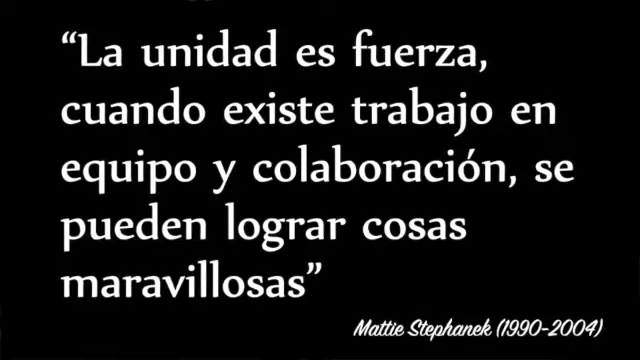 “La unidad es fuerza,
cuando existe trabajo en
equipo y colaboración, se
pueden lograr cosas
maravillosas”
Mattie Stephanek (1990-2004)